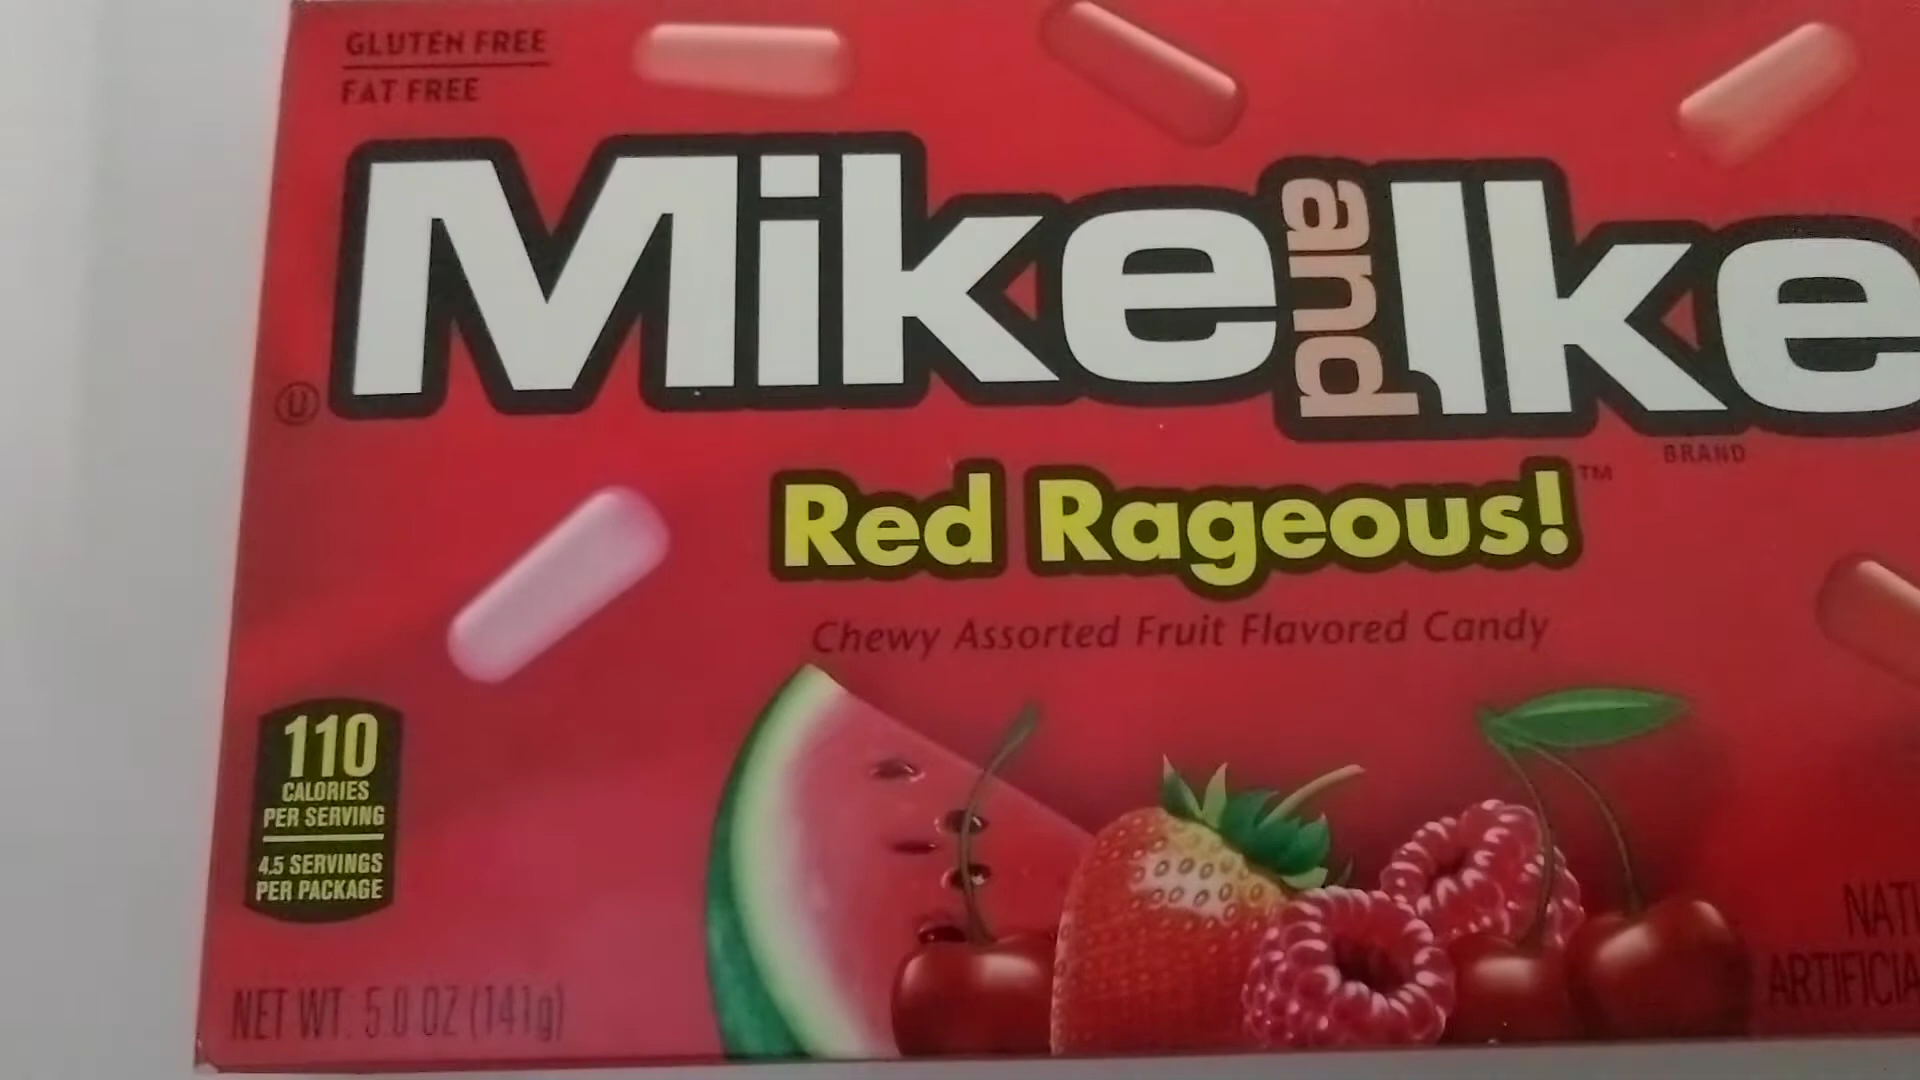 GLUTEN FREE
FAT FREE
Mike and Ike
U
BRAND
Red Rageous!™
Chewy Assorted Fruit Flavored Candy
110
CALORIES
PER SERVING
4.5 SERVINGS
PER PACKAGE
NET WT. 5.0 OZ (141g)